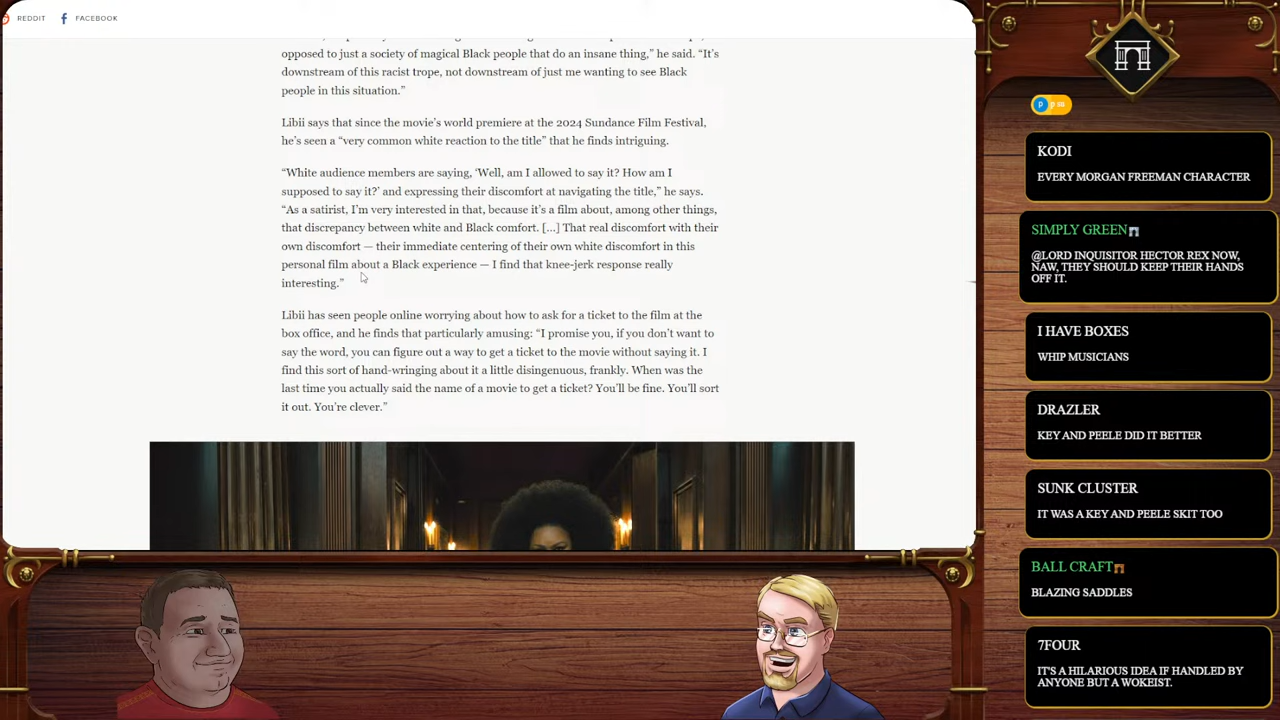 REDDIT
FACEBOOK
opposed to just a society of magical Black people that do an insane thing,” he said. “It’s
downstream of this racist trope, not downstream of just me wanting to see Black
people in this situation.”
Libii says that since the movie’s world premiere at the 2024 Sundance Film Festival,
he’s seen a “very common white reaction to the title” that he finds intriguing.
“White audience members are saying, ‘Well, am I allowed to say it? How am I
supposed to say it?’ and expressing their discomfort at navigating the title,” he says.
“As a satirist, I’m very interested in that, because it’s a film about, among other things,
that discrepancy between white and Black comfort. [...] That real discomfort with their
own discomfort — their immediate centering of their own white discomfort in this
personal film about a Black experience — I find that knee-jerk response really
interesting.”
Libii has seen people online worrying about how to ask for a ticket to the film at the
box office, and he finds that particularly amusing: “I promise you, if you don’t want to
say the word, you can figure out a way to get a ticket to the movie without saying it. I
find this sort of hand-wringing about it a little disingenuous, frankly. When was the
last time you actually said the name of a movie to get a ticket? You’ll be fine. You’ll sort
it out. You’re clever.”
KODI
EVERY MORGAN FREEMAN CHARACTER
SIMPLY GREEN
@LORD INQUISITOR HECTOR REX NOW,
NAW, THEY SHOULD KEEP THEIR HANDS
OFF IT.
I HAVE BOXES
WHIP MUSICIANS
DRAZLER
KEY AND PEELE DID IT BETTER
SUNK CLUSTER
IT WAS A KEY AND PEELE SKIT TOO
BALL CRAFT
BLAZING SADDLES
7FOUR
IT'S A HILARIOUS IDEA IF HANDLED BY
ANYONE BUT A WOKEIST.